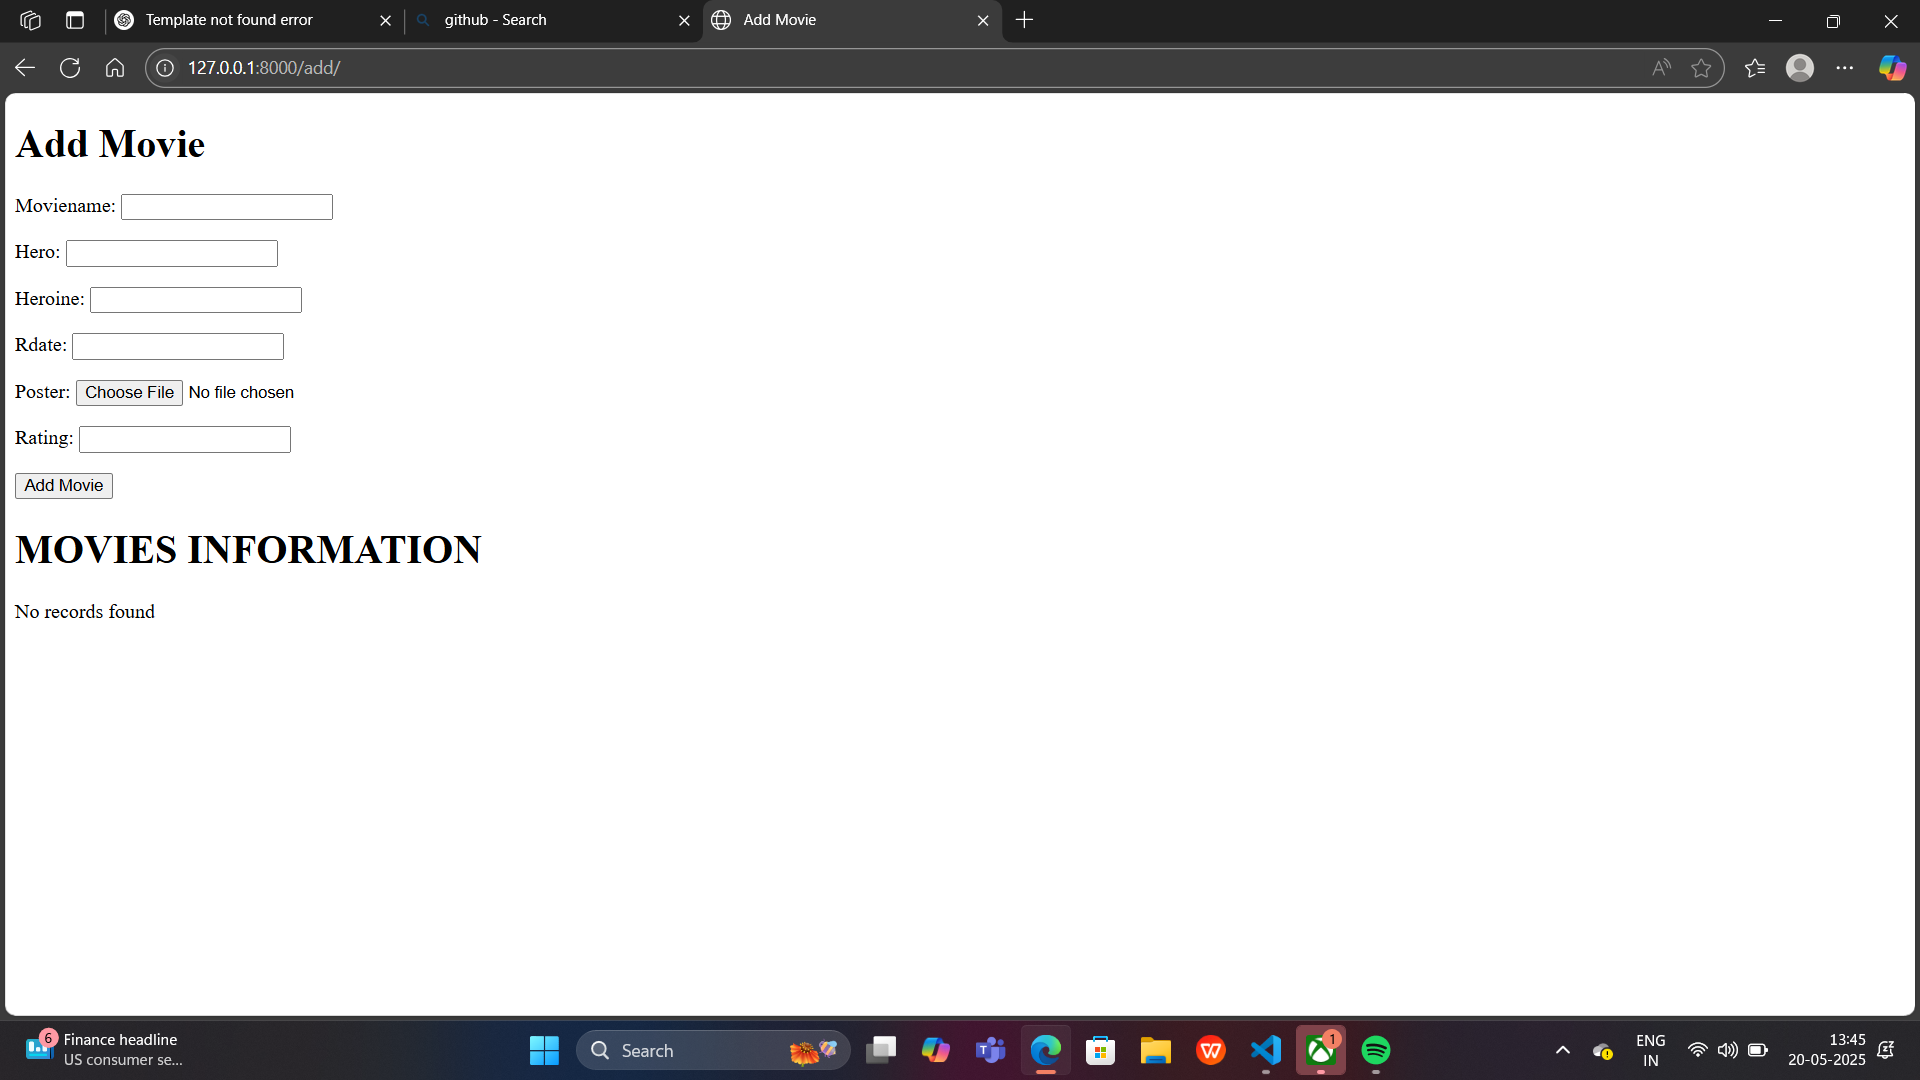 Template not found error
github - Search
Add Movie
127.0.0.1:8000/add/
Add Movie
Moviename:
Hero:
Heroine:
Rdate:
Poster: Choose File No file chosen
Rating:
Add Movie
MOVIES INFORMATION
No records found
6
Finance headline
US consumer se...
Search
1
ENG
IN
13:45
20-05-2025